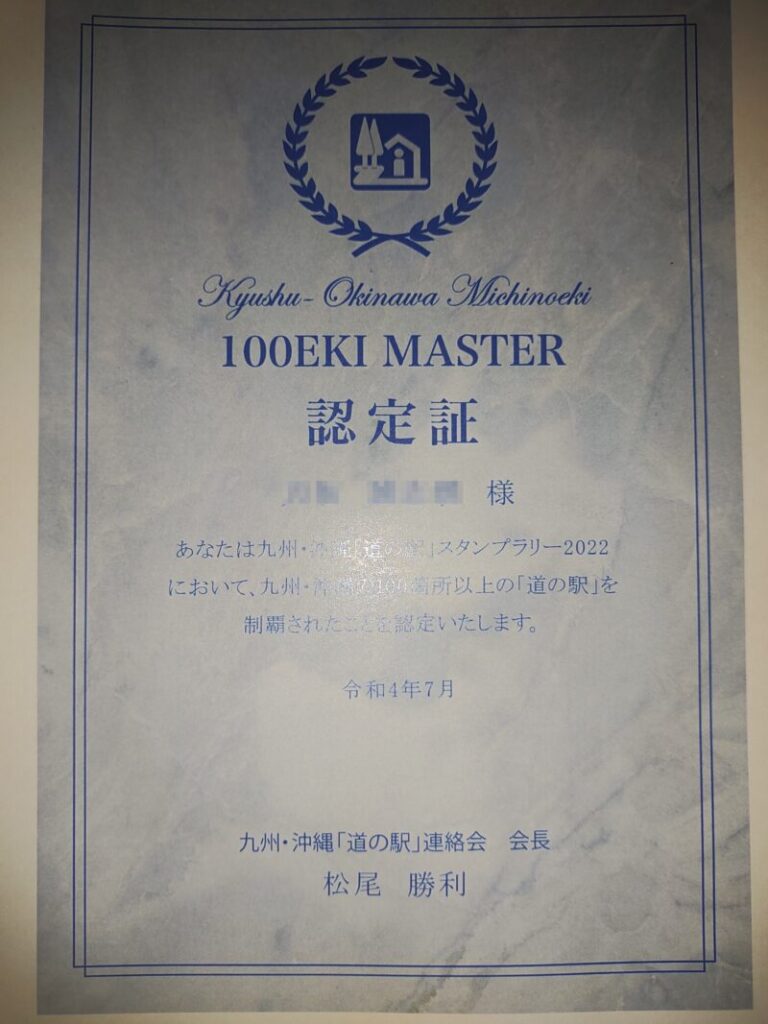 Kyushu-Okinawa Michinoeki
100EKI MASTER
認定証
様
あなたは九州・沖縄「道の駅」スタンプラリー2022
において、九州・沖縄の100箇所以上の「道の駅」を
制覇されたことを認定いたします。
令和4年7月
九州・沖縄「道の駅」連絡会 会長
松尾 勝利